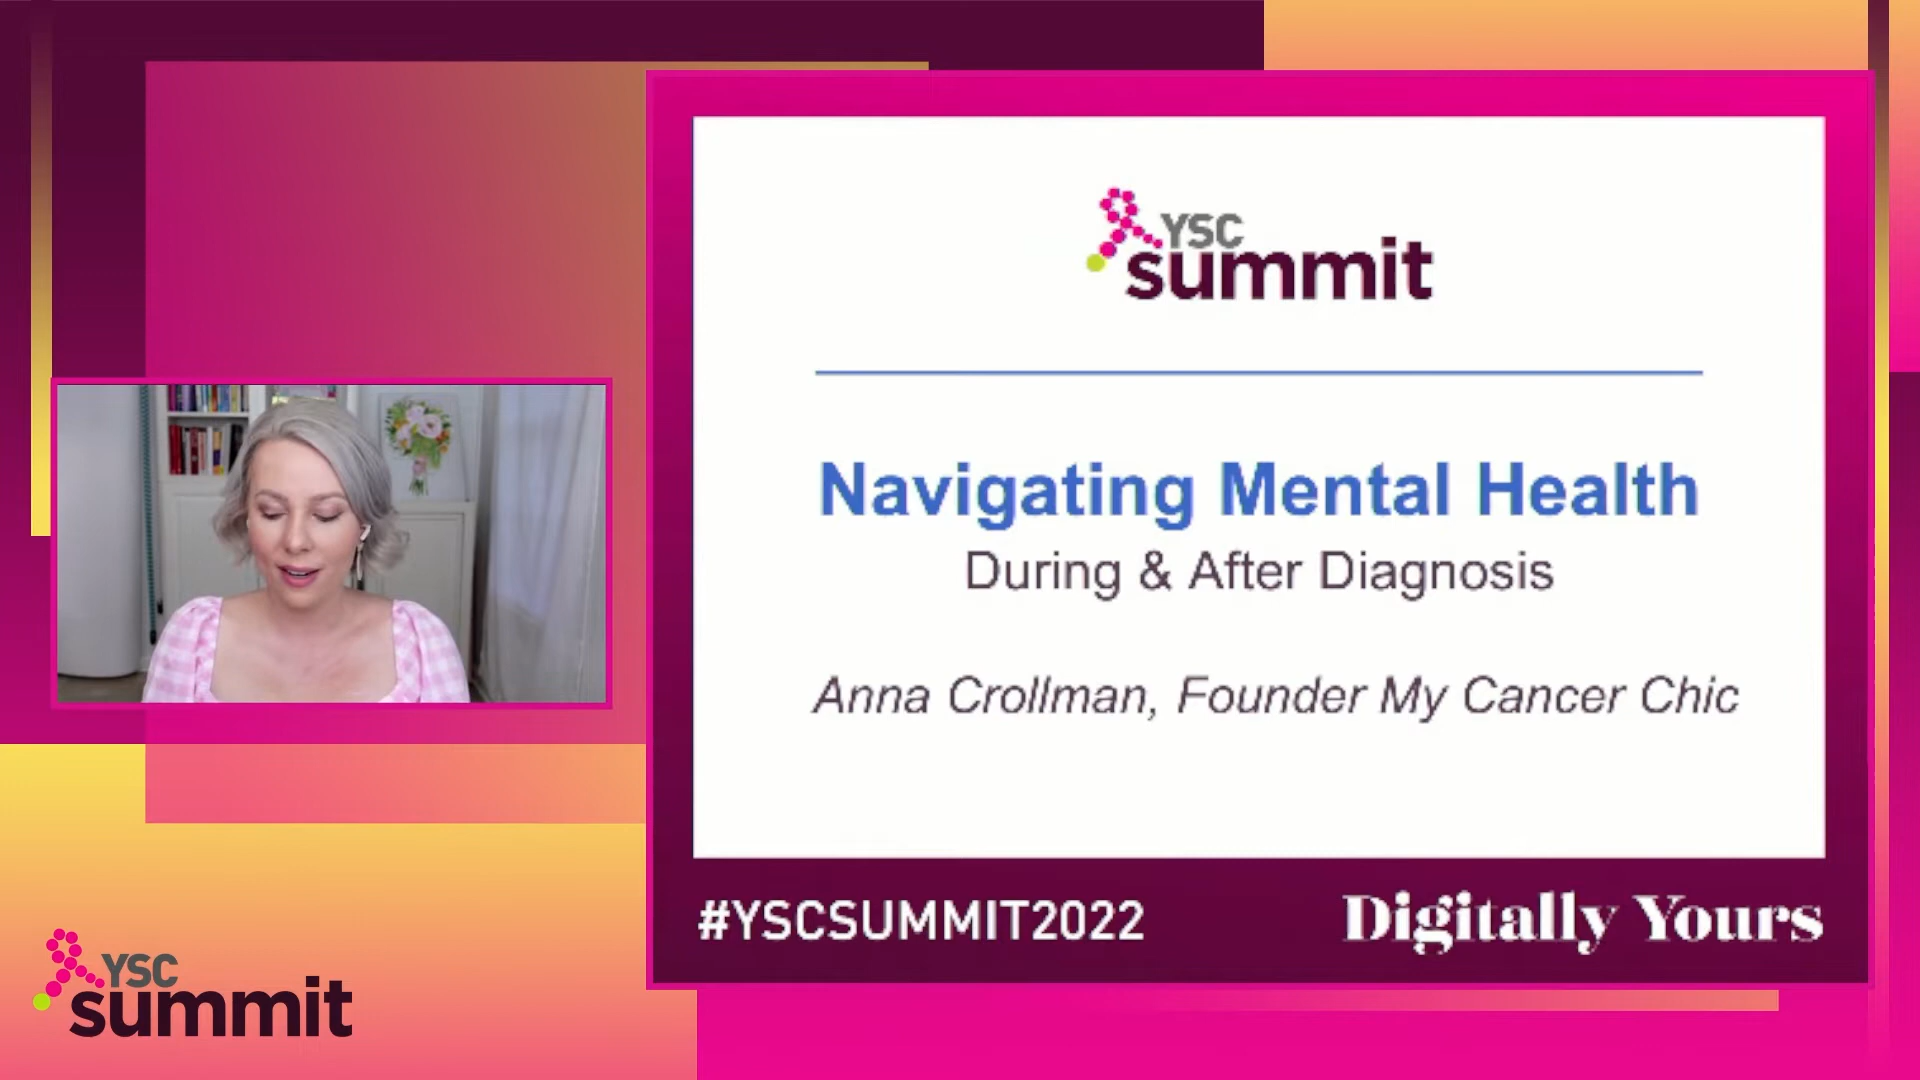 YSC
summit
Navigating Mental Health
During & After Diagnosis
Anna Crollman, Founder My Cancer Chic
#YSCSUMMIT2022
Digitally Yours
YSC
summit